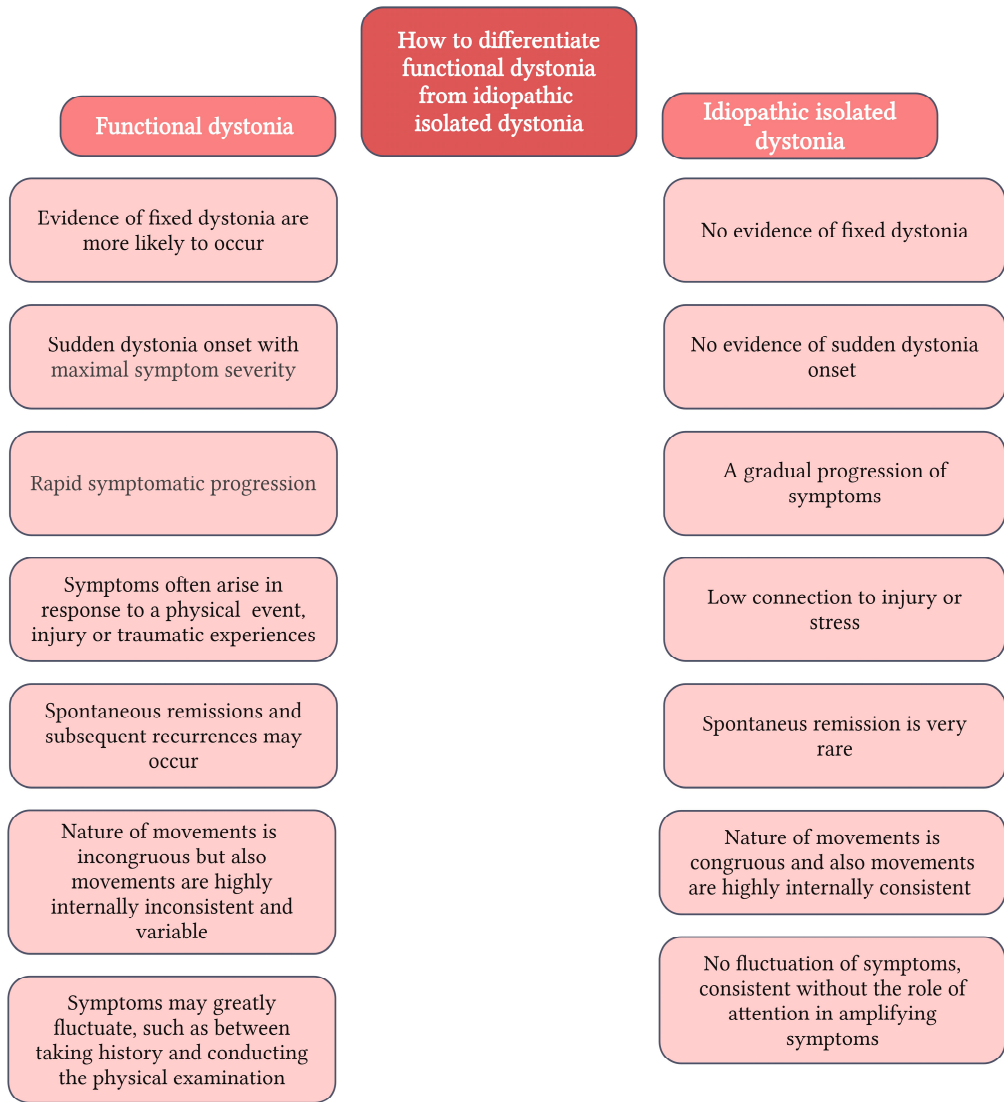 How to differentiate
functional dystonia
from idiopathic
isolated dystonia
Functional dystonia
Idiopathic isolated
dystonia
Evidence of fixed dystonia are
more likely to occur
No evidence of fixed dystonia
Sudden dystonia onset with
maximal symptom severity
No evidence of sudden dystonia
onset
Rapid symptomatic progression
A gradual progression of
symptoms
Symptoms often arise in
response to a physical event,
injury or traumatic experiences
Low connection to injury or
stress
Spontaneous remissions and
subsequent recurrences may
occur
Spontaneus remission is very
rare
Nature of movements is
incongruous but also
movements are highly
internally inconsistent and
variable
Nature of movements is
congruous and also movements
are highly internally consistent
Symptoms may greatly
fluctuate, such as between
taking history and conducting
the physical examination
No fluctuation of symptoms,
consistent without the role of
attention in amplifying
symptoms